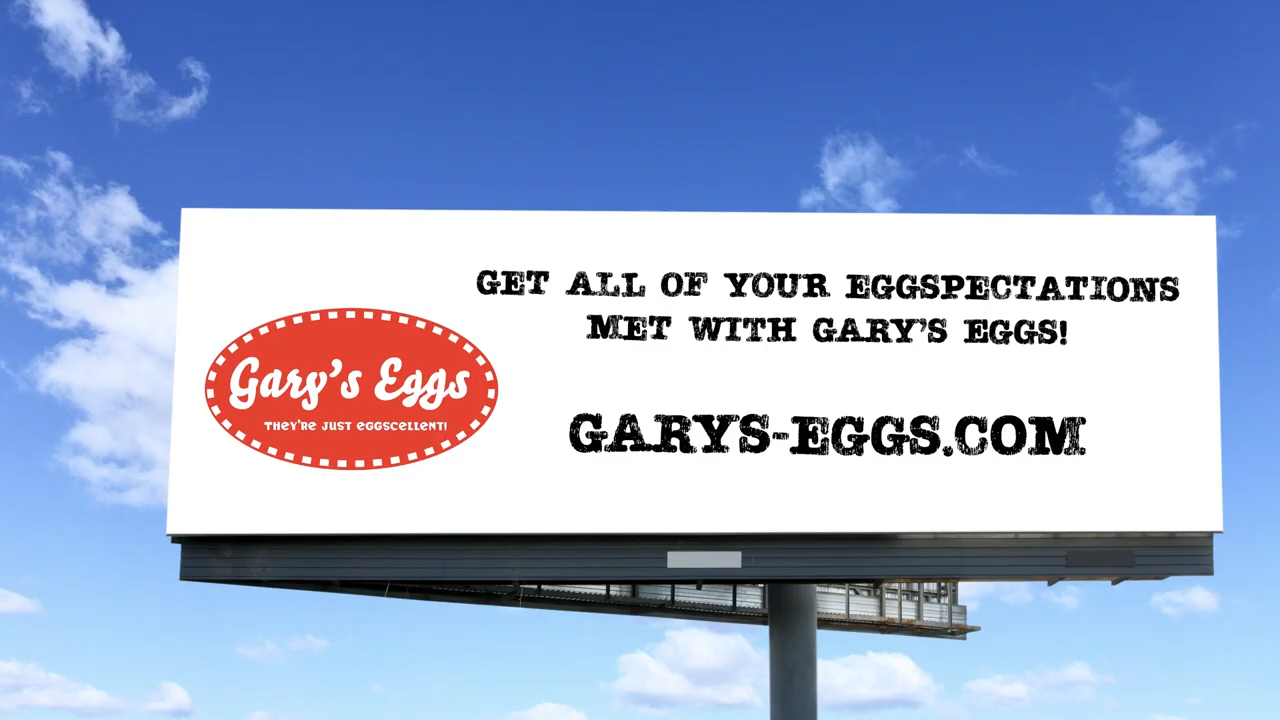 GET ALL OF YOUR EGGSPECTATIONS
MET WITH GARY'S EGGS!
Gary's Eggs
THEY'RE JUST EGGSCELLENT!
GARYS-EGGS.COM